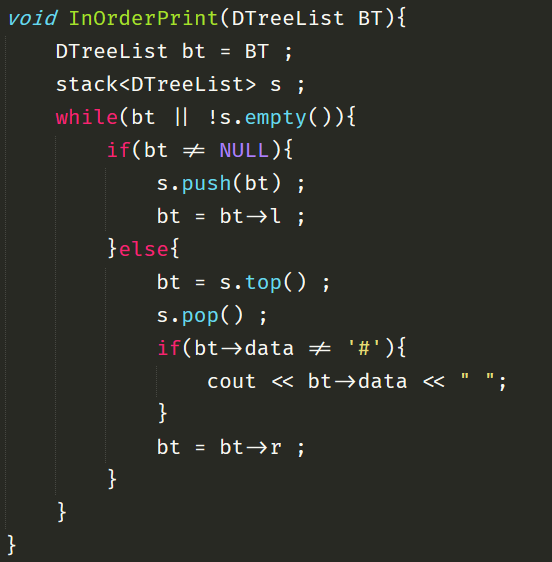 void InOrderPrint(DTreeList BT){
    DTreeList bt = BT ;
    stack<DTreeList> s ;
    while(bt || !s.empty()){
        if(bt != NULL){
            s.push(bt) ;
            bt = bt->l ;
        }else{
            bt = s.top() ;
            s.pop() ;
            if(bt->data != '#'){
                cout << bt->data << " ";
            }
            bt = bt->r ;
        }
    }
}